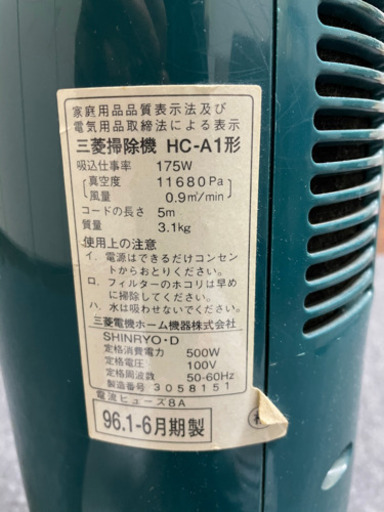 家庭用品品質表示法及び
電気用品取締法による表示
三菱掃除機 HC-A1形
吸込仕事率 175W
真空度 11680Pa
風量 0.9m³/min
コードの長さ 5m
質量 3.1kg
使用上の注意
イ. 電源はできるだけコンセン
トからおとりください。
ロ. フィルターのホコリは早め
に掃除してください。
ハ. 水は吸わせないでください。
三菱電機ホーム機器株式会社
SHINRYO・D
定格消費電力 500W
定格電圧 100V
定格周波数 50-60Hz
製造番号 3058151
電流ヒューズ8A
96.1-6月期製